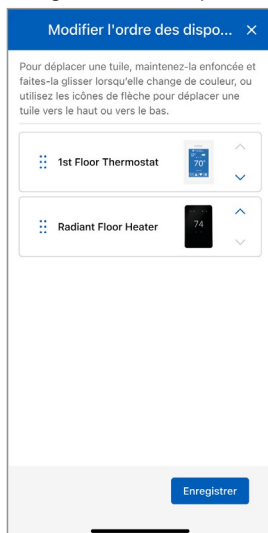 Modifier l'ordre des dispo... ×
Pour déplacer une tuile, maintenez-la enfoncée et
faites-la glisser lorsqu'elle change de couleur, ou
utilisez les icônes de flèche pour déplacer une
tuile vers le haut ou vers le bas.
1st Floor Thermostat
70°
Radiant Floor Heater
74
Enregistrer